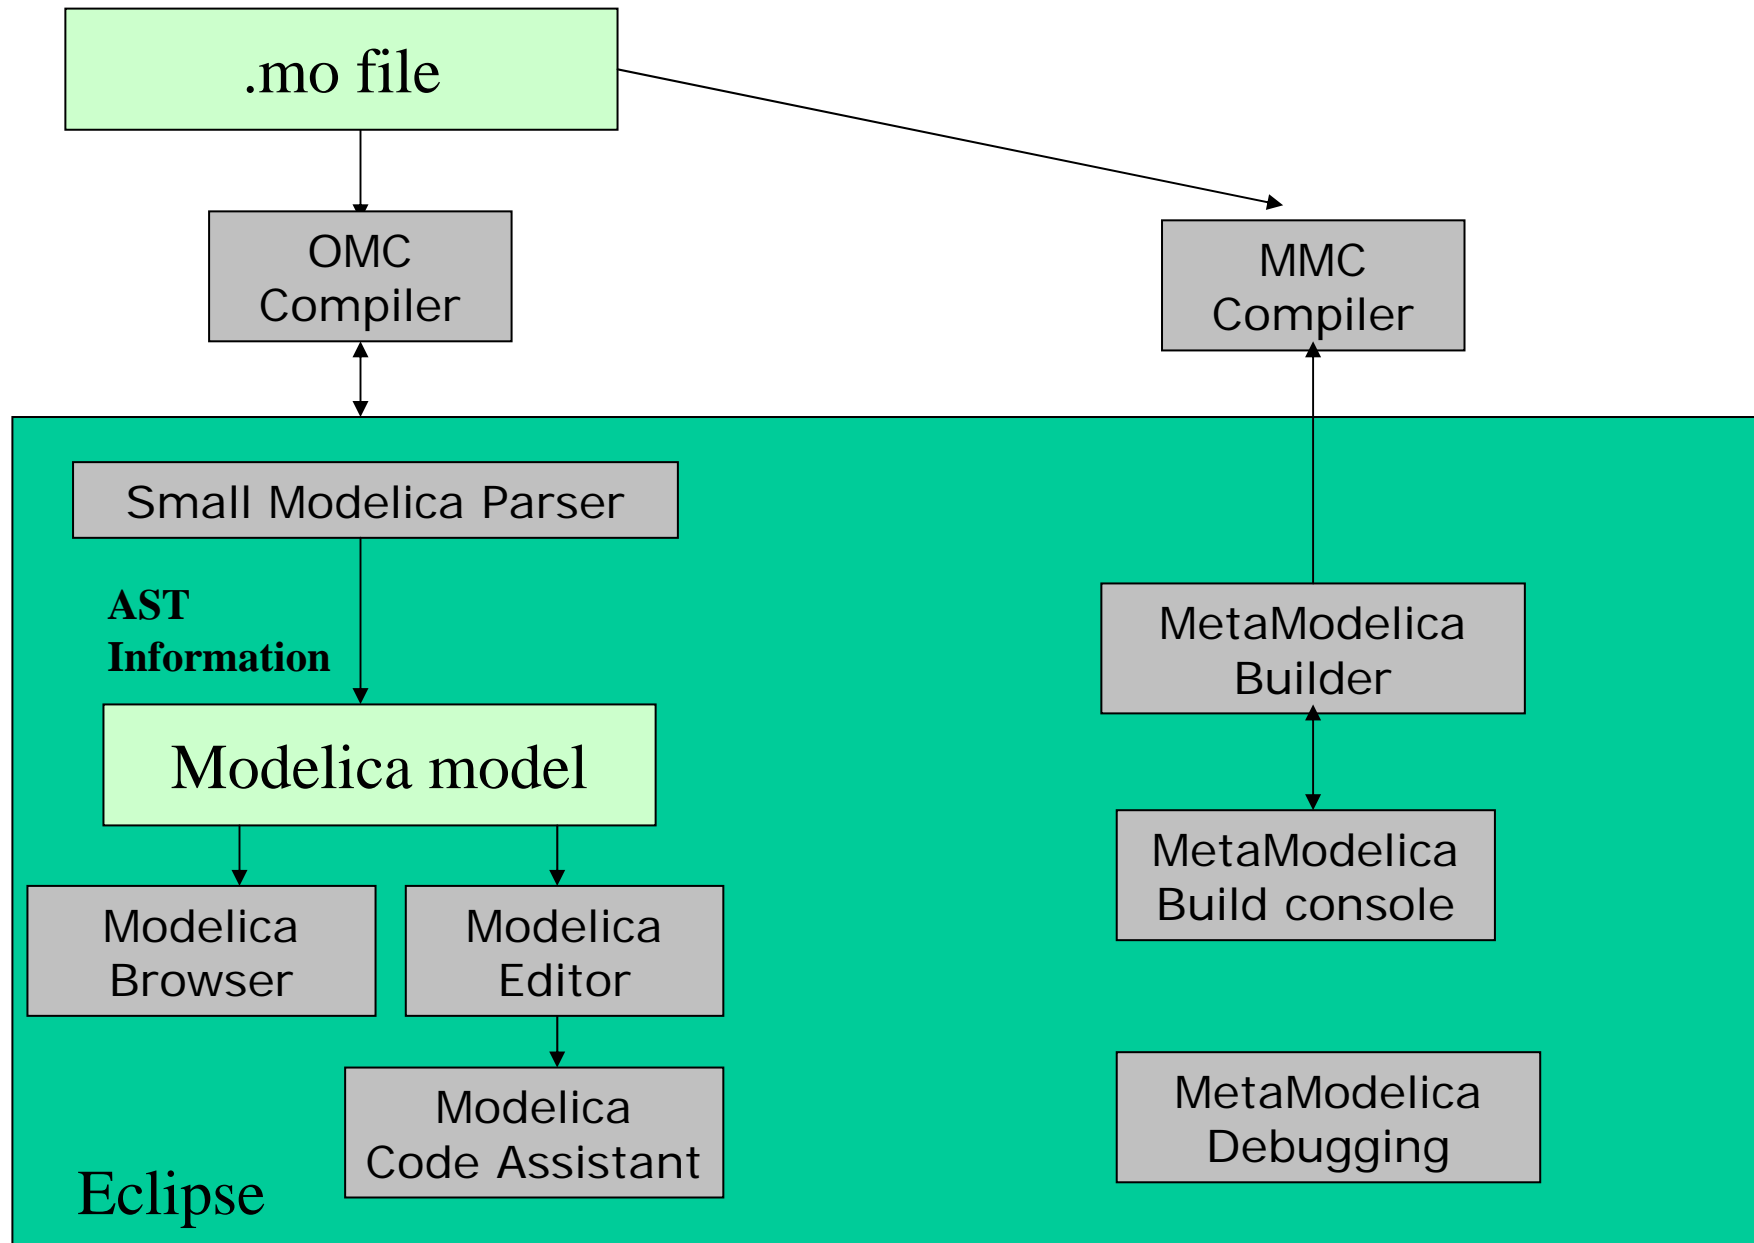 .mo file
OMC
Compiler
MMC
Compiler
Small Modelica Parser
AST
Information
MetaModelica
Builder
Modelica model
MetaModelica
Build console
Modelica
Browser
Modelica
Editor
Modelica
Code Assistant
MetaModelica
Debugging
Eclipse